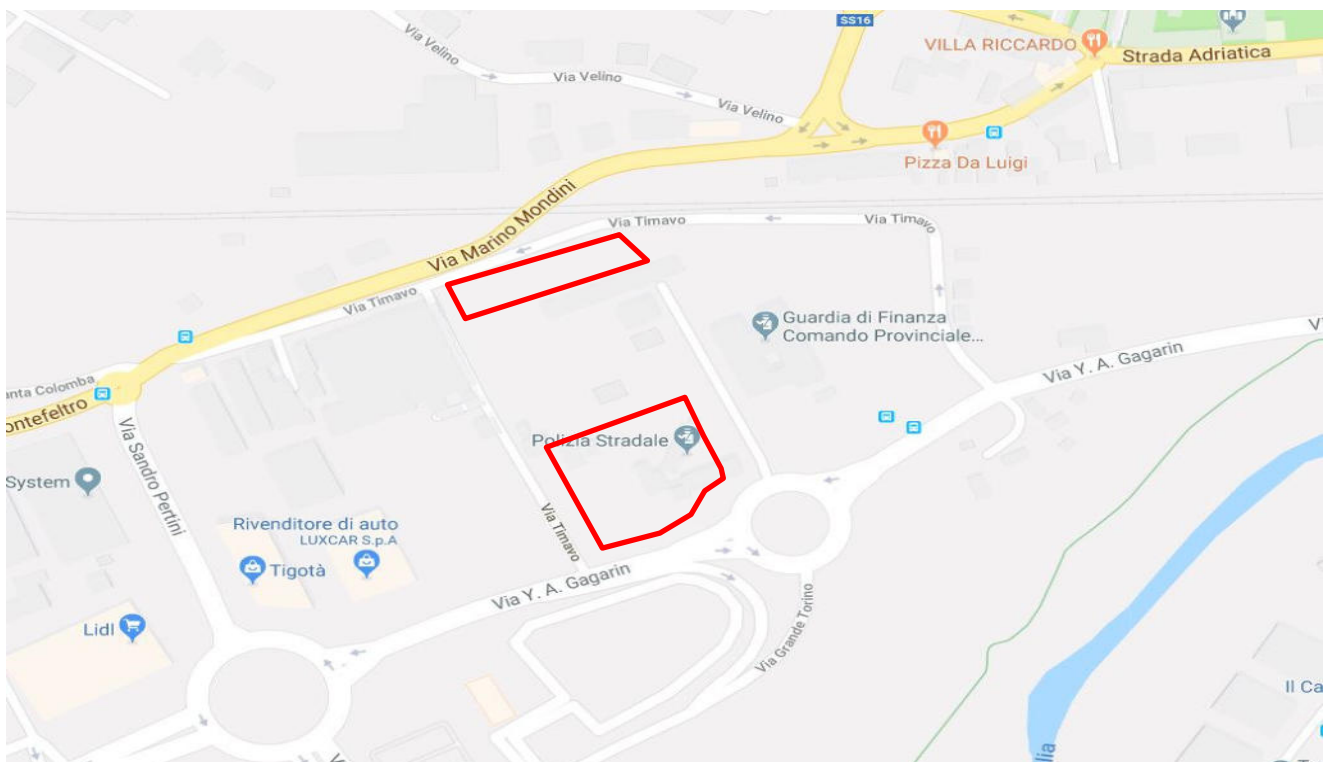 SS16
VILLA RICCARDO
Strada Adriatica
Via Velino
Via Velino
Via Velino
Pizza Da Luigi
Via Marino Mondini
Via Timavo
Via Timavo
Via Timavo
Guardia di Finanza
Comando Provinciale...
Via Y. A. Gagarin
anta Colomba
ontefeltro
Via Sandro Pertini
Polizia Stradale
System
Via Timavo
Rivenditore di auto
LUXCAR S.p.A
Tigotà
Via Y. A. Gagarin
Via Grande Torino
Lidl
Il Ca
lia